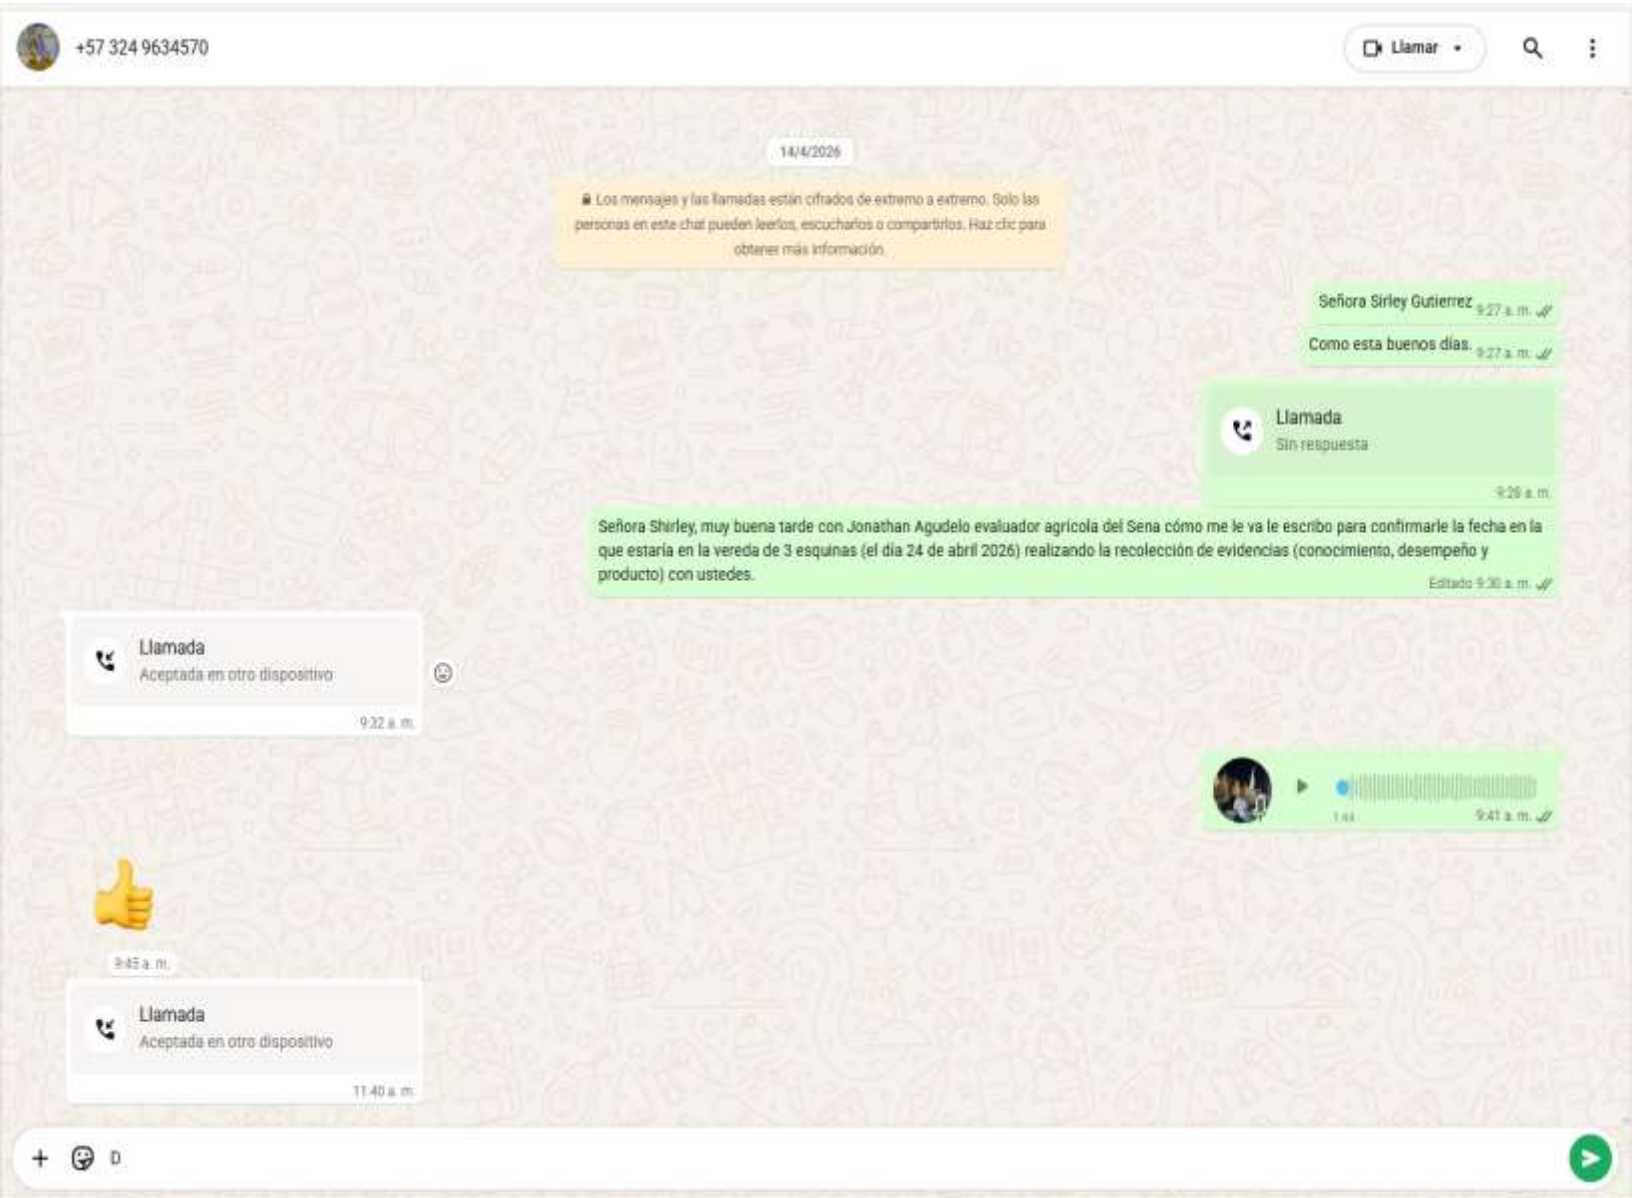 +57 324 9634570
Llamar
14/4/2026
Los mensajes y las llamadas están cifrados de extremo a extremo. Solo las
personas en este chat pueden leerlos, escucharlos o compartirlos. Haz clic para
obtener más información.
Señora Sirley Gutierrez 9:27 a. m.
Como esta buenos días. 9:27 a. m.
Llamada
Sin respuesta
9:28 a. m.
Señora Shirley, muy buena tarde con Jonathan Agudelo evaluador agrícola del Sena cómo me le va le escribo para confirmarle la fecha en la
que estaría en la vereda de 3 esquinas (el día 24 de abril 2026) realizando la recolección de evidencias (conocimiento, desempeño y
producto) con ustedes.
Editado 9:30 a. m.
Llamada
Aceptada en otro dispositivo
9:32 a. m.
9:41 a. m.
9:45 a. m.
Llamada
Aceptada en otro dispositivo
11:40 a. m.
D